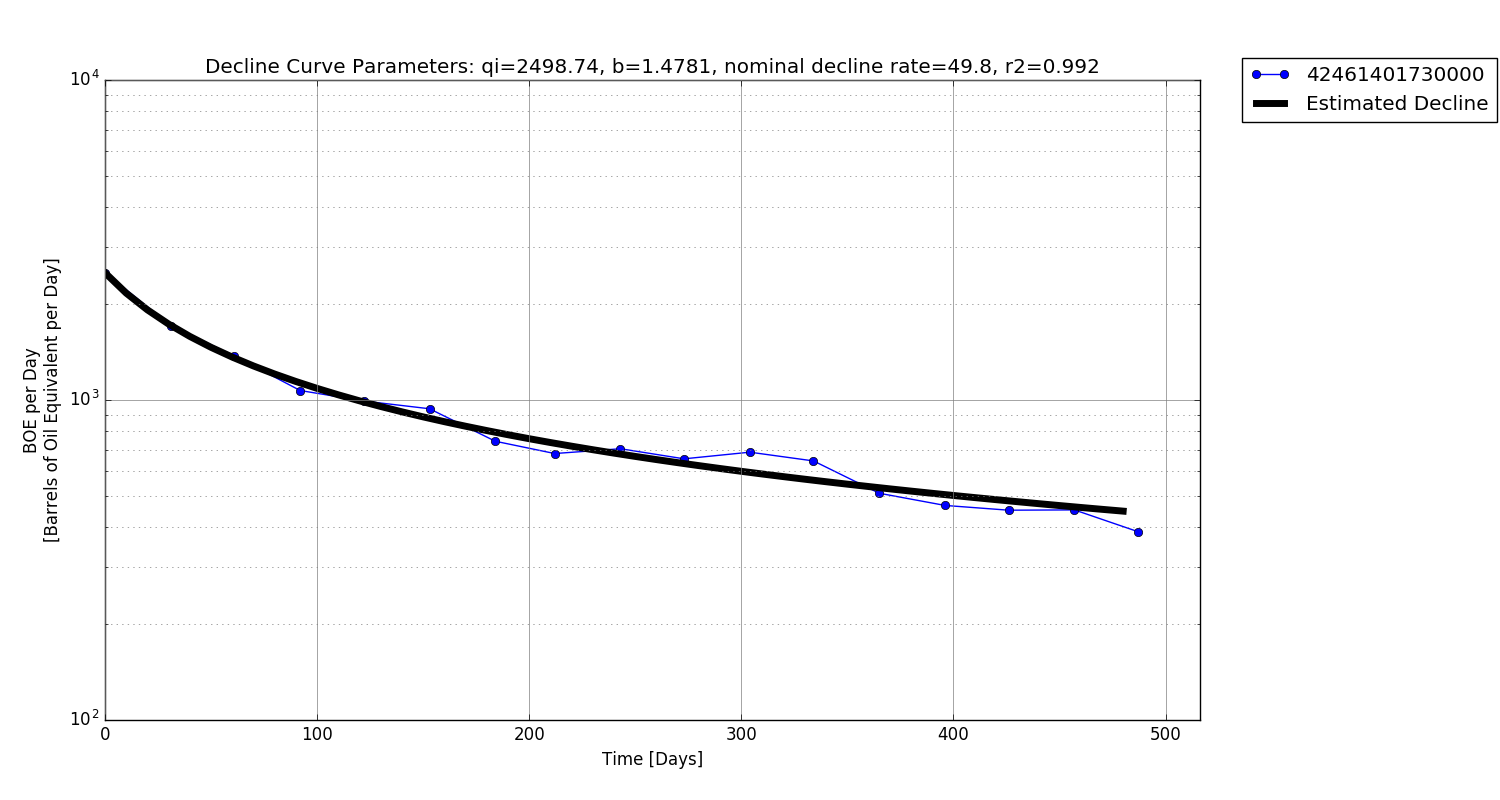 Decline Curve Parameters: qi=2498.74, b=1.4781, nominal decline rate=49.8, r2=0.992
42461401730000
Estimated Decline
10^4
10^3
10^2
BOE per Day
[Barrels of Oil Equivalent per Day]
0 100 200 300 400 500
Time [Days]